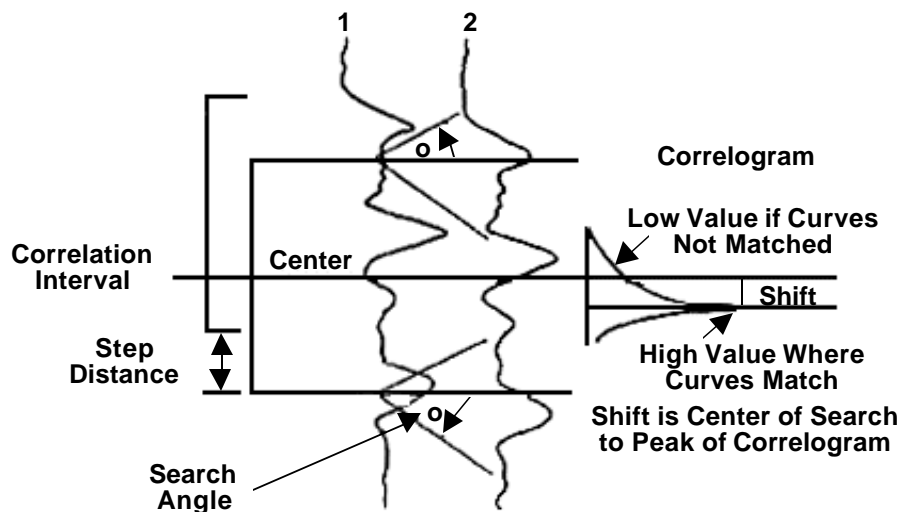 1 2
o
Correlogram
Low Value if Curves
Not Matched
Correlation
Interval
Center
Shift
Step
Distance
High Value Where
Curves Match
o
Shift is Center of Search
to Peak of Correlogram
Search
Angle